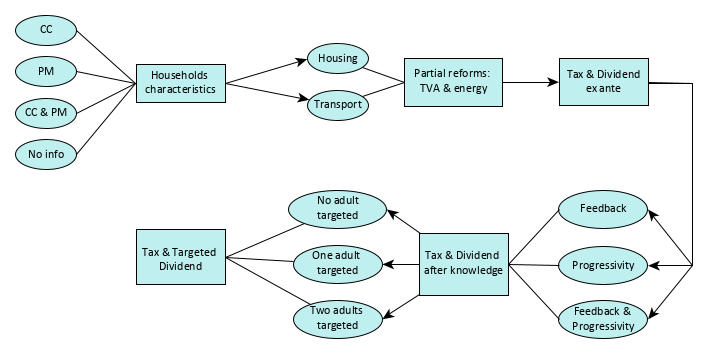 CC
PM
CC & PM
No info
Households
characteristics
Housing
Transport
Partial reforms:
TVA & energy
Tax & Dividend
ex ante
Feedback
Progressivity
Feedback &
Progressivity
Tax & Dividend
after knowledge
No adult
targeted
One adult
targeted
Two adults
targeted
Tax & Targeted
Dividend